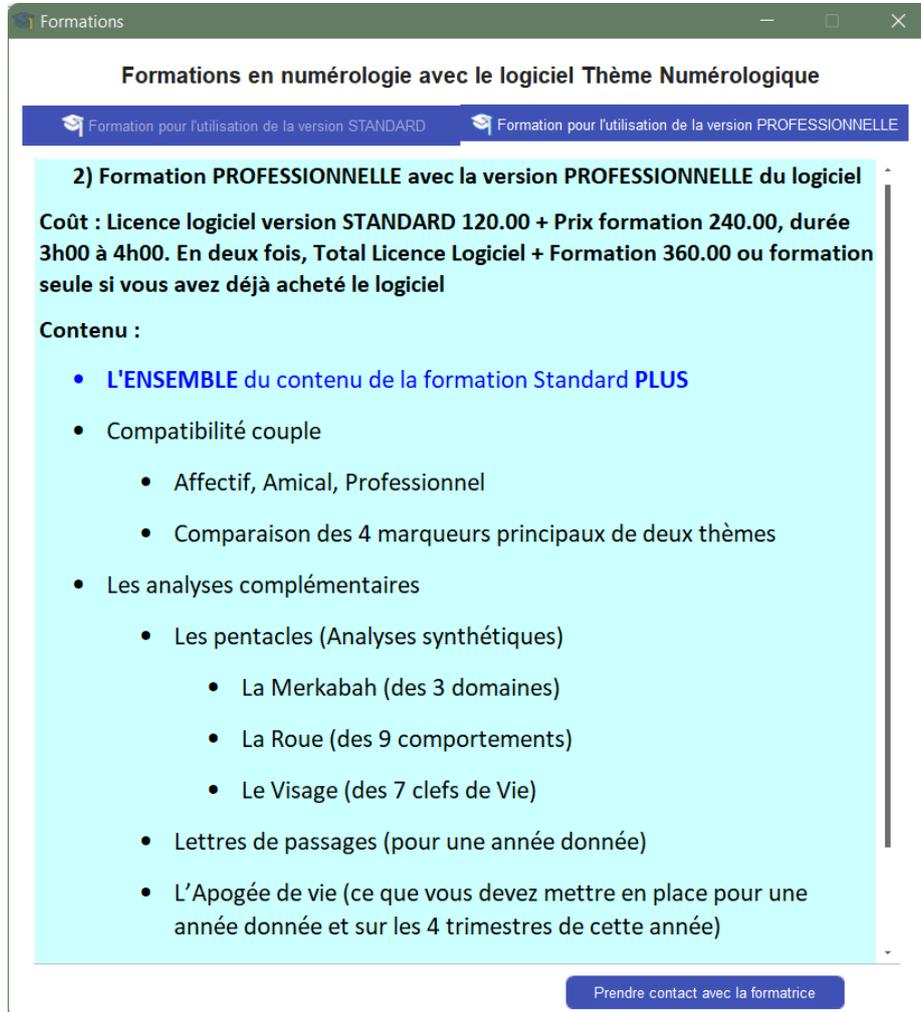 Formations
Formations en numérologie avec le logiciel Thème Numérologique
Formation pour l'utilisation de la version STANDARD
Formation pour l'utilisation de la version PROFESSIONNELLE
2) Formation PROFESSIONNELLE avec la version PROFESSIONNELLE du logiciel
Coût : Licence logiciel version STANDARD 120.00 + Prix formation 240.00, durée
3h00 à 4h00. En deux fois, Total Licence Logiciel + Formation 360.00 ou formation
seule si vous avez déjà acheté le logiciel
Contenu :
• L'ENSEMBLE du contenu de la formation Standard PLUS
• Compatibilité couple
• Affectif, Amical, Professionnel
• Comparaison des 4 marqueurs principaux de deux thèmes
• Les analyses complémentaires
• Les pentacles (Analyses synthétiques)
• La Merkabah (des 3 domaines)
• La Roue (des 9 comportements)
• Le Visage (des 7 clefs de Vie)
• Lettres de passages (pour une année donnée)
• L’Apogée de vie (ce que vous devez mettre en place pour une
année donnée et sur les 4 trimestres de cette année)
Prendre contact avec la formatrice